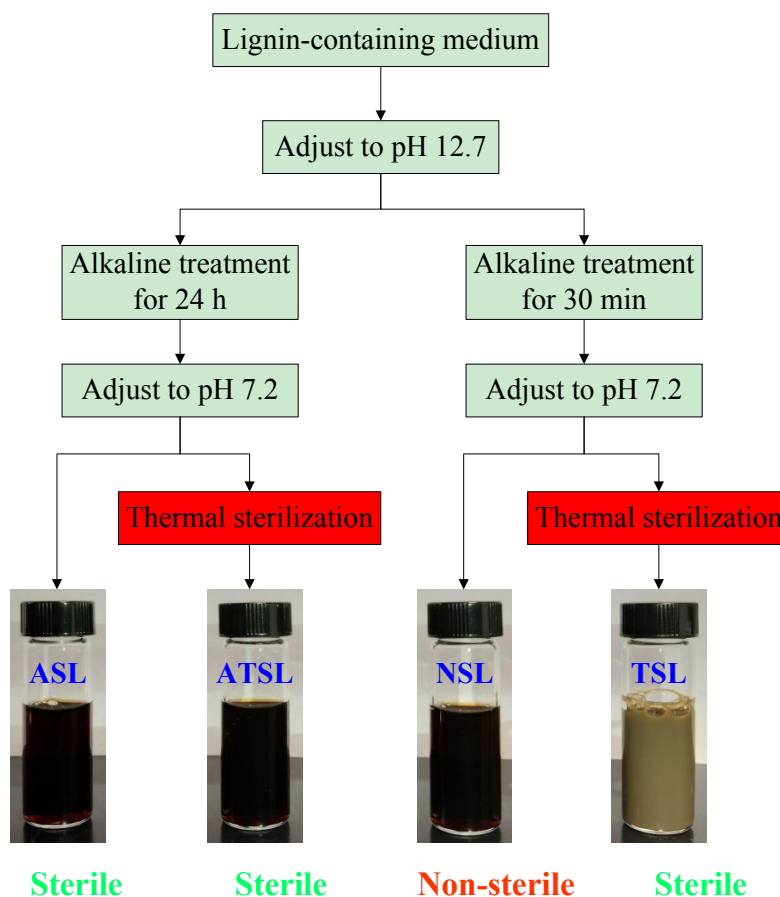 Lignin-containing medium
Adjust to pH 12.7
Alkaline treatment
for 24 h
Alkaline treatment
for 30 min
Adjust to pH 7.2
Adjust to pH 7.2
Thermal sterilization
Thermal sterilization
ASL
ATSL
NSL
TSL
Sterile
Sterile
Non-sterile
Sterile